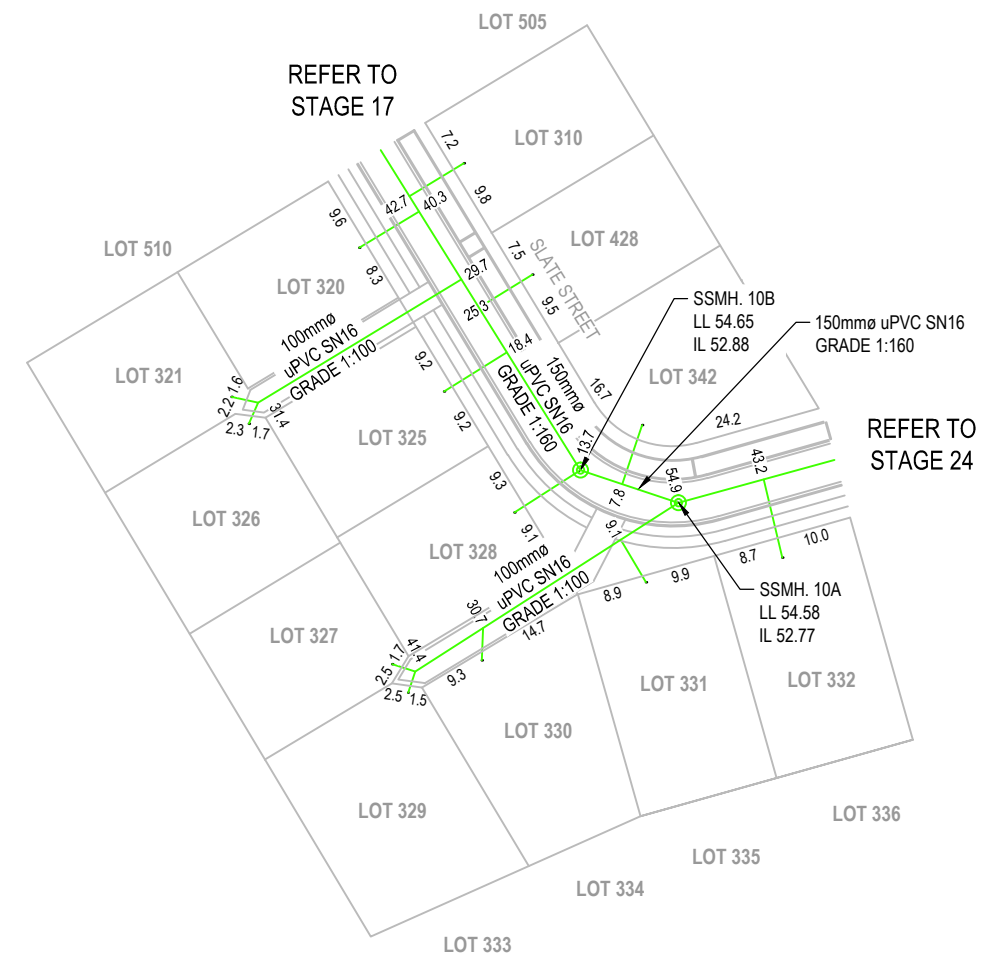 LOT 505
REFER TO
STAGE 17
LOT 310
7.2
9.8
42.7
40.3
9.6
8.3
LOT 428
7.5
9.5
SLATE STREET
LOT 510
LOT 320
29.7
25.3
18.4
SSMH. 10B
LL 54.65
IL 52.88
150mmø uPVC SN16
GRADE 1:160
100mmø
uPVC SN16
GRADE 1:100
9.2
150mmø
uPVC SN16
GRADE 1:160
LOT 321
LOT 342
16.7
24.2
2.2
1.6
2.3
1.7
31.4
LOT 325
9.2
REFER TO
STAGE 24
13.7
54.9
43.2
9.3
7.8
LOT 326
9.1
9.1
10.0
8.7
9.9
8.9
LOT 328
100mmø
uPVC SN16
GRADE 1:100
SSMH. 10A
LL 54.58
IL 52.77
30.7
14.7
LOT 327
41.4
1.7
2.5
2.5
1.5
9.3
LOT 331
LOT 332
LOT 330
LOT 329
LOT 336
LOT 335
LOT 334
LOT 333